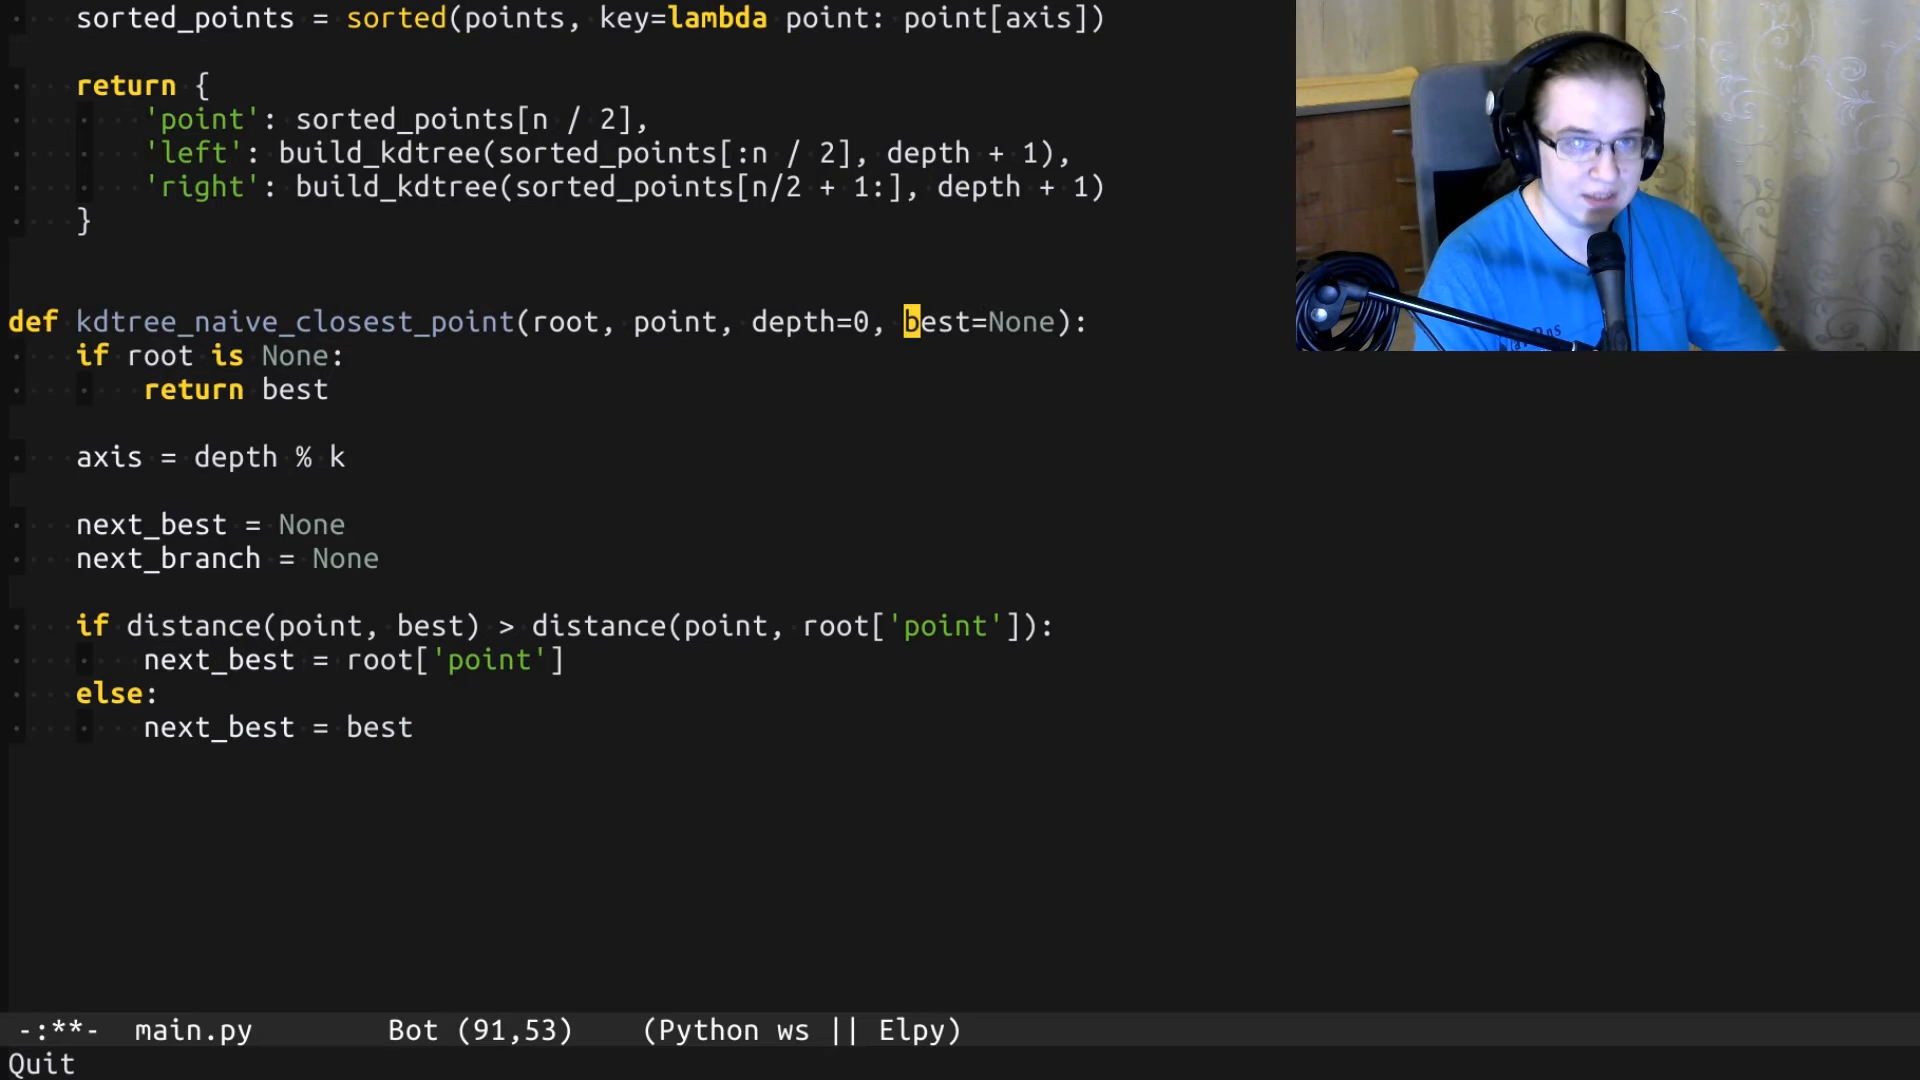 sorted_points = sorted(points, key=lambda point: point[axis])
return {
'point': sorted_points[n / 2],
'left': build_kdtree(sorted_points[:n / 2], depth + 1),
'right': build_kdtree(sorted_points[n/2 + 1:], depth + 1)
}
def kdtree_naive_closest_point(root, point, depth=0, best=None):
if root is None:
return best
axis = depth % k
next_best = None
next_branch = None
if distance(point, best) > distance(point, root['point']):
next_best = root['point']
else:
next_best = best
-:**-  main.py        Bot (91,53)    (Python ws || Elpy)
Quit